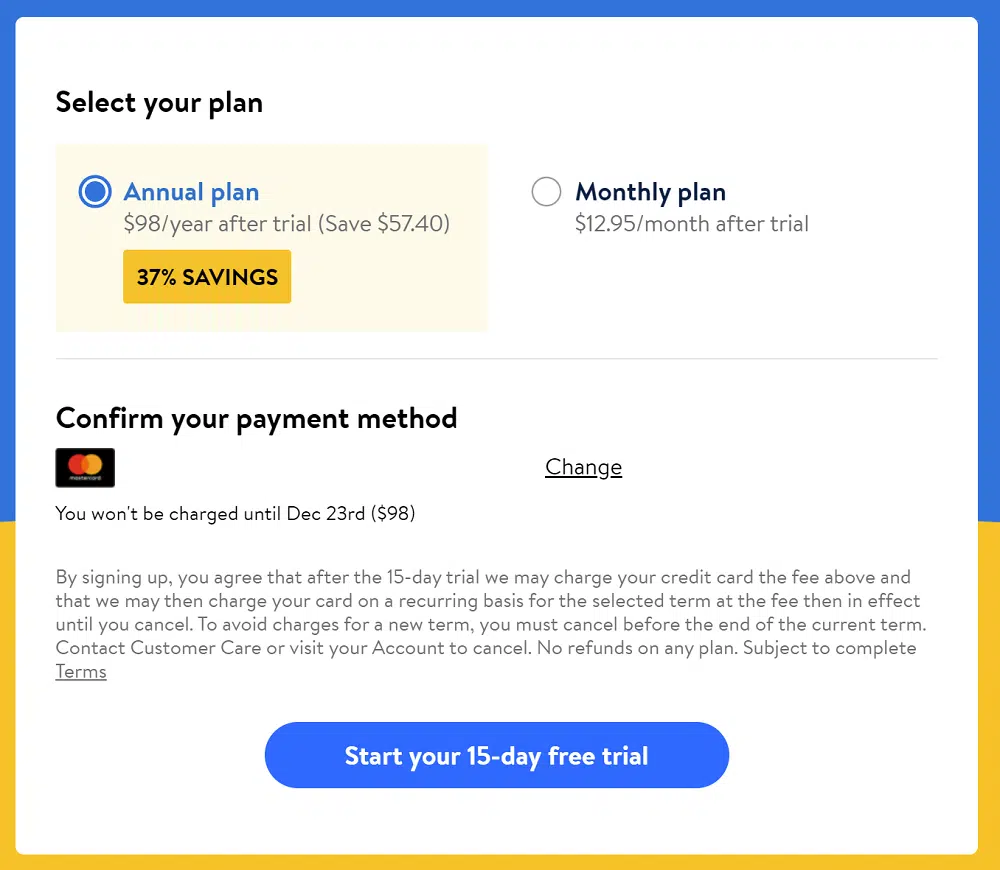 Select your plan
Annual plan
$98/year after trial (Save $57.40)
37% SAVINGS
Monthly plan
$12.95/month after trial
Confirm your payment method
mastercard
Change
You won't be charged until Dec 23rd ($98)
By signing up, you agree that after the 15-day trial we may charge your credit card the fee above and
that we may then charge your card on a recurring basis for the selected term at the fee then in effect
until you cancel. To avoid charges for a new term, you must cancel before the end of the current term.
Contact Customer Care or visit your Account to cancel. No refunds on any plan. Subject to complete
Terms
Start your 15-day free trial